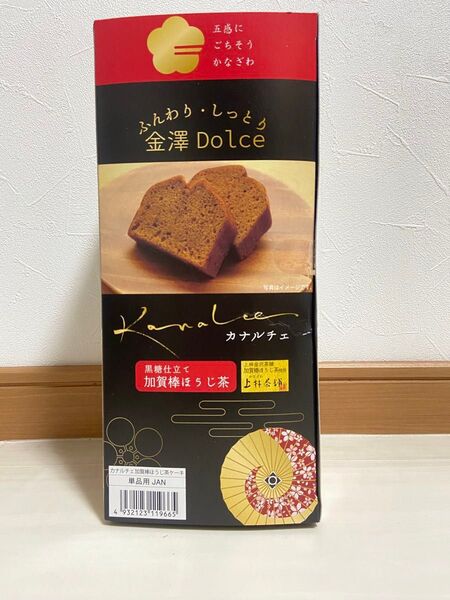 五感に
ごちそう
かなざわ
ふんわり・しっとり
金澤 Dolce
写真はイメージです。
Kanalce
カナルチェ
黒糖仕立て
加賀棒ほうじ茶
上林金沢茶舗
加賀棒ほうじ茶使用
上林茶舗
カナルチェ加賀棒ほうじ茶ケーキ
単品用 JAN
4 932123 119665